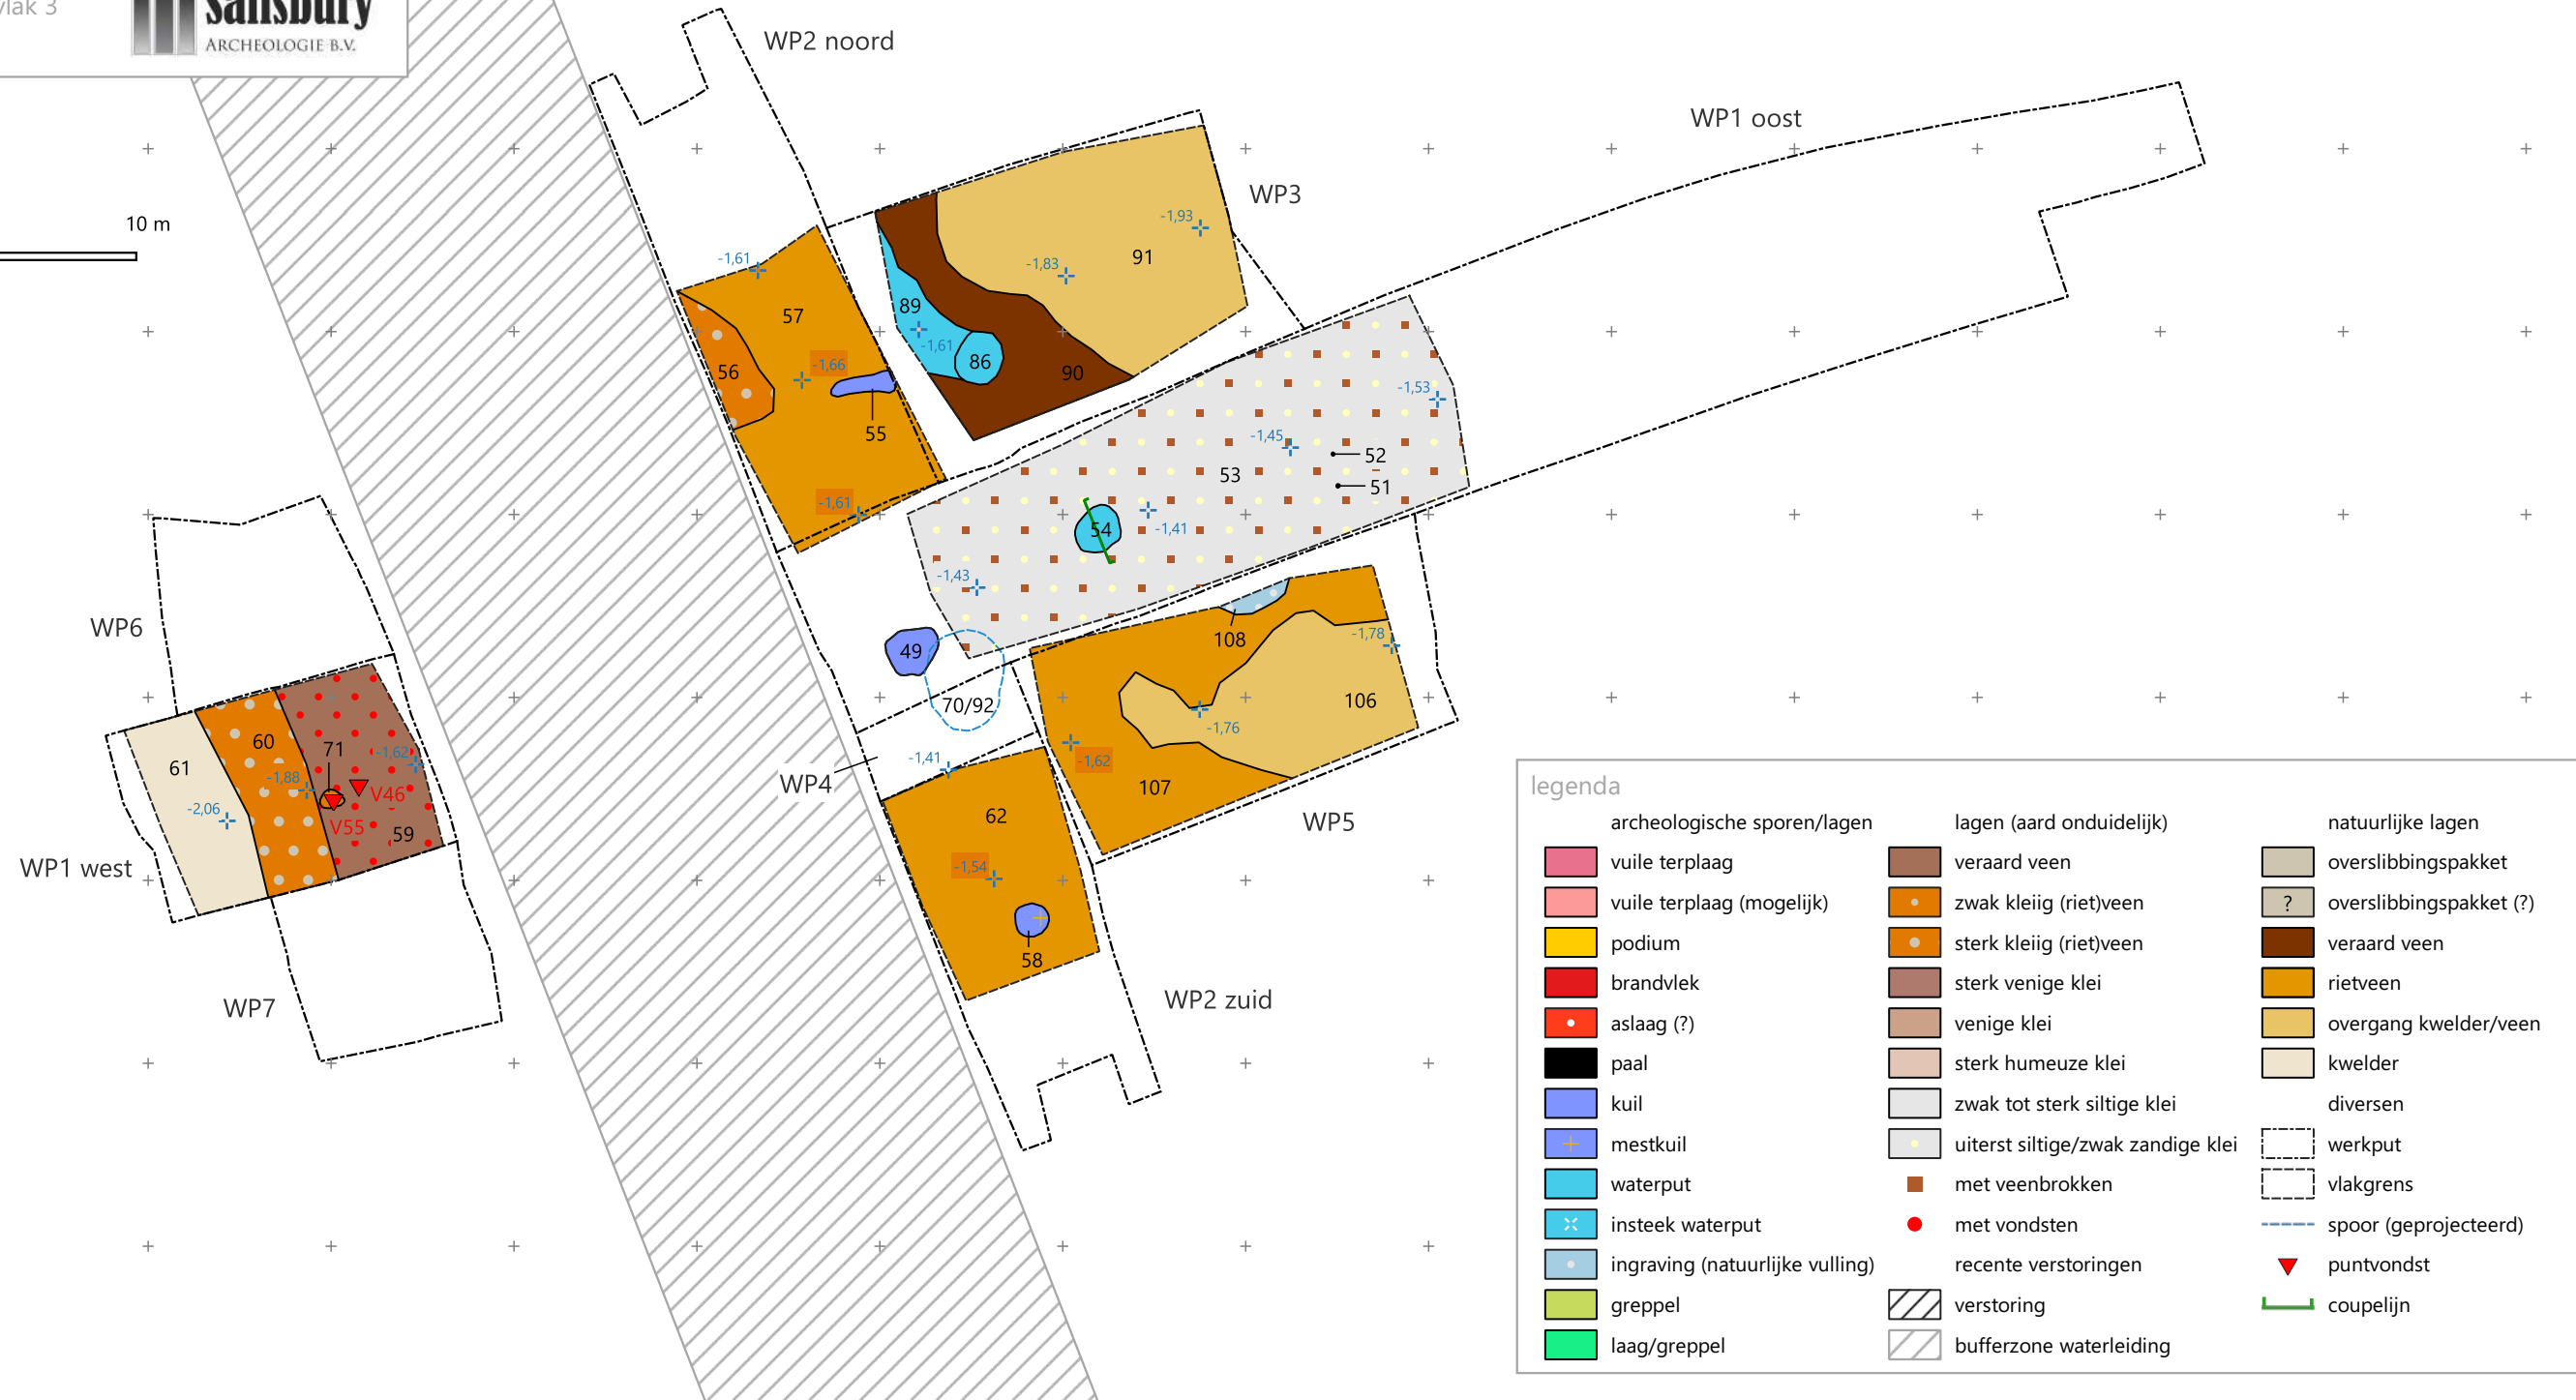 vlak 3
Salisbury
ARCHEOLOGIE B.V.
10 m
WP2 noord
WP1 oost
WP3
-1,93
-1,83
91
-1,61
57
89
-1,61
86
90
56
-1,66
55
-1,61
-1,53
-1,45
52
51
53
54
-1,41
-1,43
49
70/92
108
-1,78
106
-1,76
-1,62
107
WP5
WP4
-1,41
62
-1,54
58
WP2 zuid
WP6
61
60
71
-1,62
-1,88
V46
V55
59
-2,06
WP1 west
WP7
legenda
archeologische sporen/lagen
vuile terplaag
vuile terplaag (mogelijk)
podium
brandvlek
aslaag (?)
paal
kuil
mestkuil
waterput
insteek waterput
ingraving (natuurlijke vulling)
greppel
laag/greppel
lagen (aard onduidelijk)
veraard veen
zwak kleiig (riet)veen
sterk kleiig (riet)veen
sterk venige klei
venige klei
sterk humeuze klei
zwak tot sterk siltige klei
uiterst siltige/zwak zandige klei
met veenbrokken
met vondsten
recente verstoringen
verstoring
bufferzone waterleiding
natuurlijke lagen
overslibbingspakket
? overslibbingspakket (?)
veraard veen
rietveen
overgang kwelder/veen
kwelder
diversen
werkput
vlakgrens
spoor (geprojecteerd)
puntvondst
coupelijn